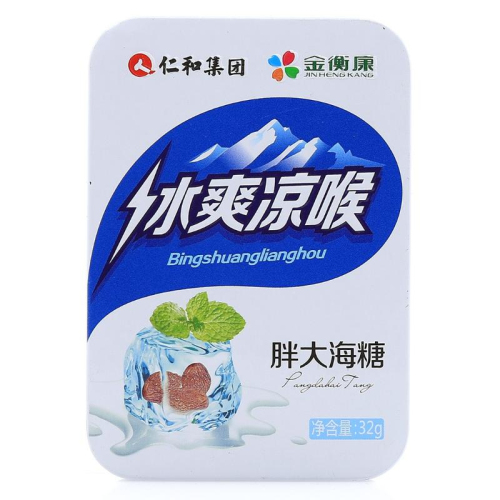 仁和集团 金衡康
JIN HENG KANG
冰爽凉喉
Bingshuanglianghou
胖大海糖
Pangdahai Tang
净含量:32g